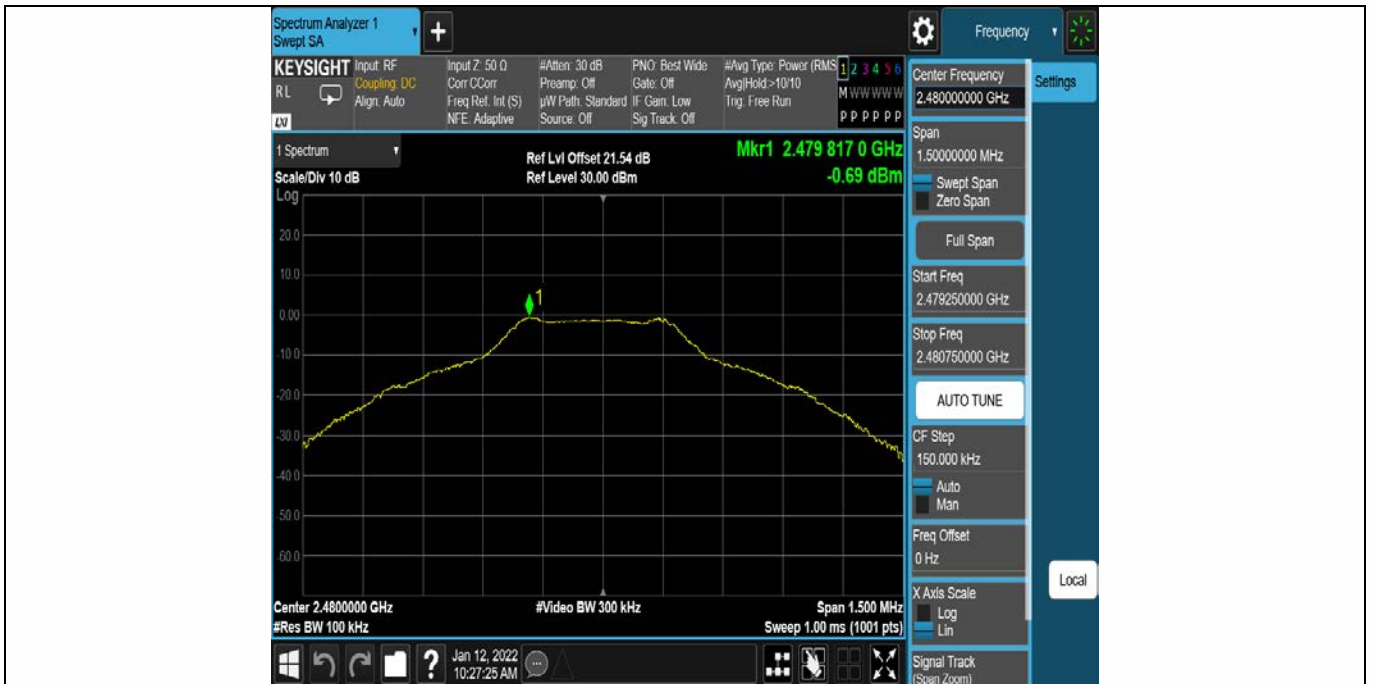 Spectrum Analyzer 1
Swept SA
+
Frequency
KEYSIGHT
RL
LXI
Input: RF
Coupling: DC
Align: Auto
Input Z: 50 Ω
Corr CCorr
Freq Ref: Int (S)
NFE: Adaptive
#Atten: 30 dB
Preamp: Off
µW Path: Standard
Source: Off
PNO: Best Wide
Gate: Off
IF Gain: Low
Sig Track: Off
#Avg Type: Power (RMS
Avg|Hold:>10/10
Trig: Free Run
1 2 3 4 5 6
M W W W W W
P P P P P P
1 Spectrum
Scale/Div 10 dB
Ref Lvl Offset 21.54 dB
Ref Level 30.00 dBm
Mkr1 2.479 817 0 GHz
-0.69 dBm
Log
20.0
10.0
0.00
-10.0
-20.0
-30.0
-40.0
-50.0
-60.0
1
Center 2.4800000 GHz
#Res BW 100 kHz
#Video BW 300 kHz
Span 1.500 MHz
Sweep 1.00 ms (1001 pts)
Center Frequency
2.480000000 GHz
Settings
Span
1.50000000 MHz
Swept Span
Zero Span
Full Span
Start Freq
2.479250000 GHz
Stop Freq
2.480750000 GHz
AUTO TUNE
CF Step
150.000 kHz
Auto
Man
Freq Offset
0 Hz
X Axis Scale
Log
Lin
Local
Signal Track
(Span Zoom)
?
Jan 12, 2022
10:27:25 AM